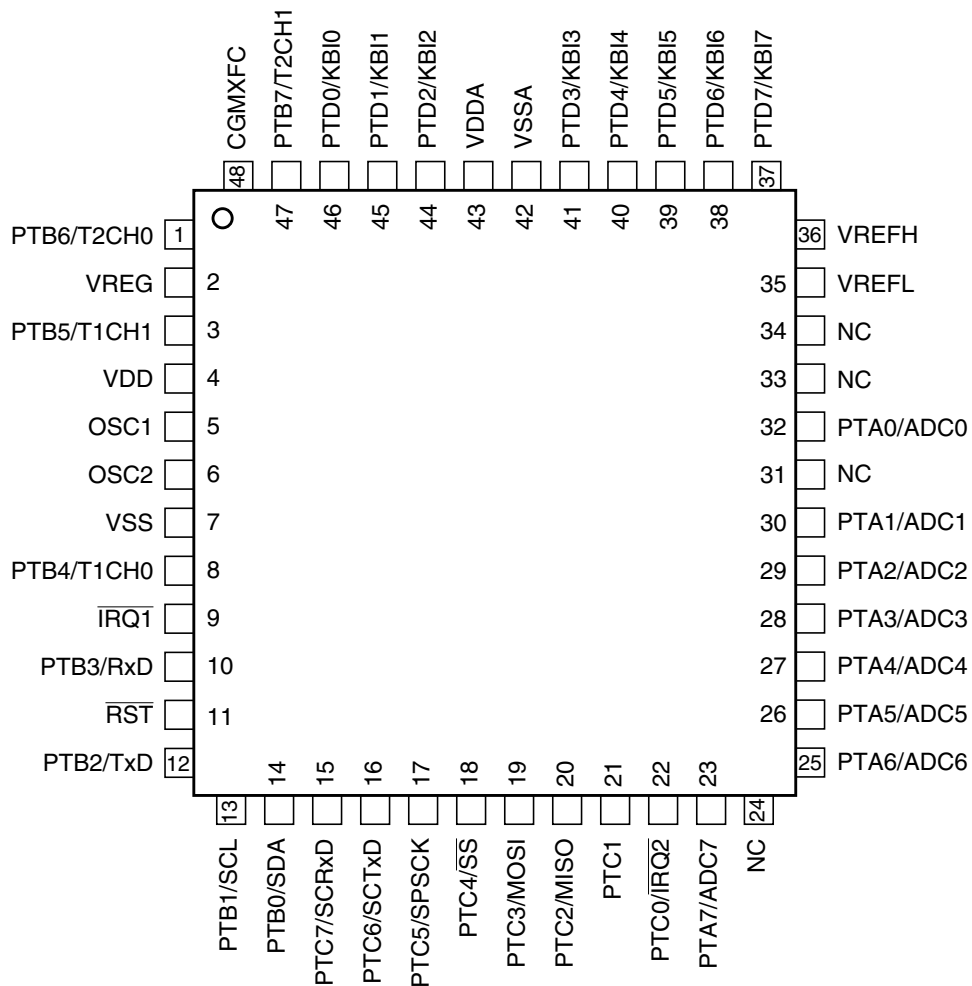 CGMXFC
PTB7/T2CH1
PTD0/KBI0
PTD1/KBI1
PTD2/KBI2
VDDA
VSSA
PTD3/KBI3
PTD4/KBI4
PTD5/KBI5
PTD6/KBI6
PTD7/KBI7
48
47
46
45
44
43
42
41
40
39
38
37
PTB6/T2CH0 1
VREG 2
PTB5/T1CH1 3
VDD 4
OSC1 5
OSC2 6
VSS 7
PTB4/T1CH0 8
IRQ1 9
PTB3/RxD 10
RST 11
PTB2/TxD 12
36 VREFH
35 VREFL
34 NC
33 NC
32 PTA0/ADC0
31 NC
30 PTA1/ADC1
29 PTA2/ADC2
28 PTA3/ADC3
27 PTA4/ADC4
26 PTA5/ADC5
25 PTA6/ADC6
13
14
15
16
17
18
19
20
21
22
23
24
PTB1/SCL
PTB0/SDA
PTC7/SCRxD
PTC6/SCTxD
PTC5/SPSCK
PTC4/SS
PTC3/MOSI
PTC2/MISO
PTC1
PTC0/IRQ2
PTA7/ADC7
NC